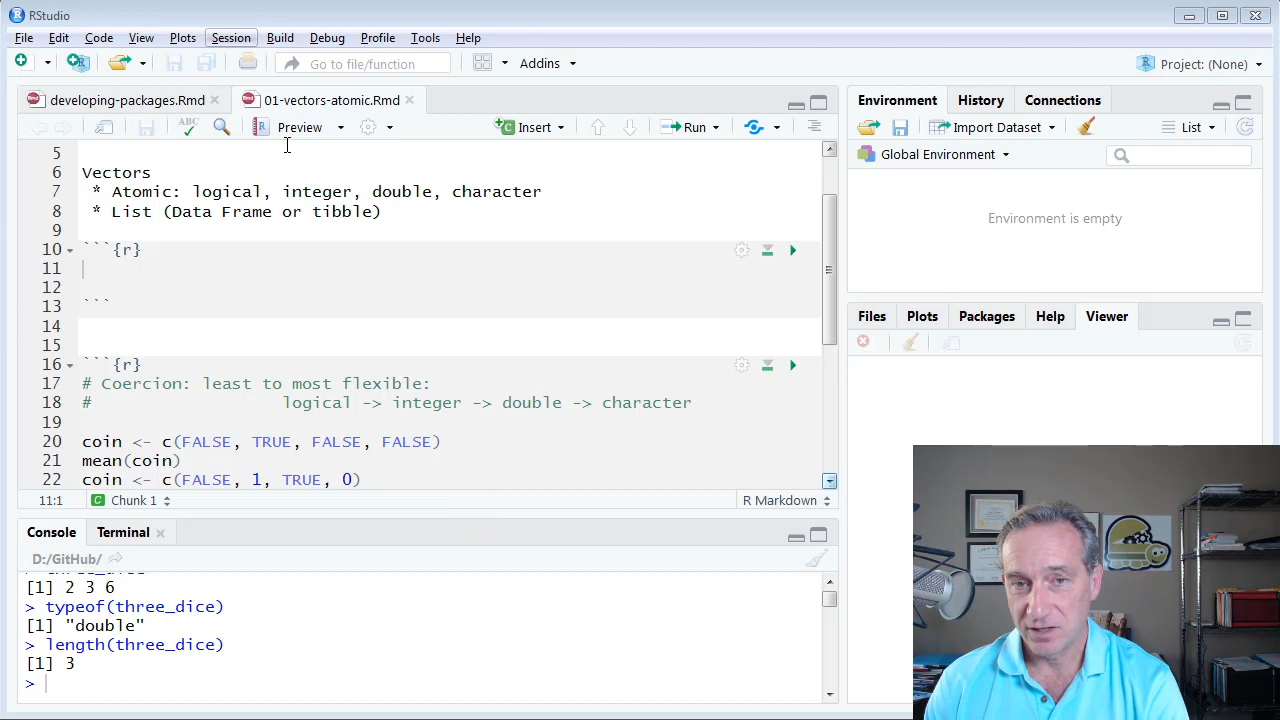 RStudio
File Edit Code View Plots Session Build Debug Profile Tools Help
Go to file/function Addins Project: (None)
developing-packages.Rmd 01-vectors-atomic.Rmd
ABC Preview Insert Run
5
6 Vectors
7 * Atomic: logical, integer, double, character
8 * List (Data Frame or tibble)
9
10 ```{r}
11
12
13 ```
14
15
16 ```{r}
17 # Coercion: least to most flexible:
18 # logical -> integer -> double -> character
19
20 coin <- c(FALSE, TRUE, FALSE, FALSE)
21 mean(coin)
22 coin <- c(FALSE, 1, TRUE, 0)
11:1 Chunk 1 R Markdown
Console Terminal
D:/GitHub/
[1] 2 3 6
> typeof(three_dice)
[1] "double"
> length(three_dice)
[1] 3
>
Environment History Connections
Import Dataset List
Global Environment
Environment is empty
Files Plots Packages Help Viewer